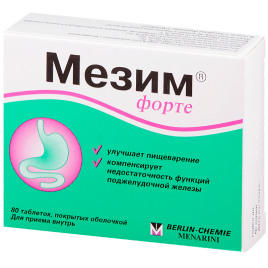 Мезим®
форте
улучшает пищеварение
компенсирует
недостаточность функций
поджелудочной железы
80 таблеток, покрытых оболочкой
Для приема внутрь
BERLIN-CHEMIE
MENARINI